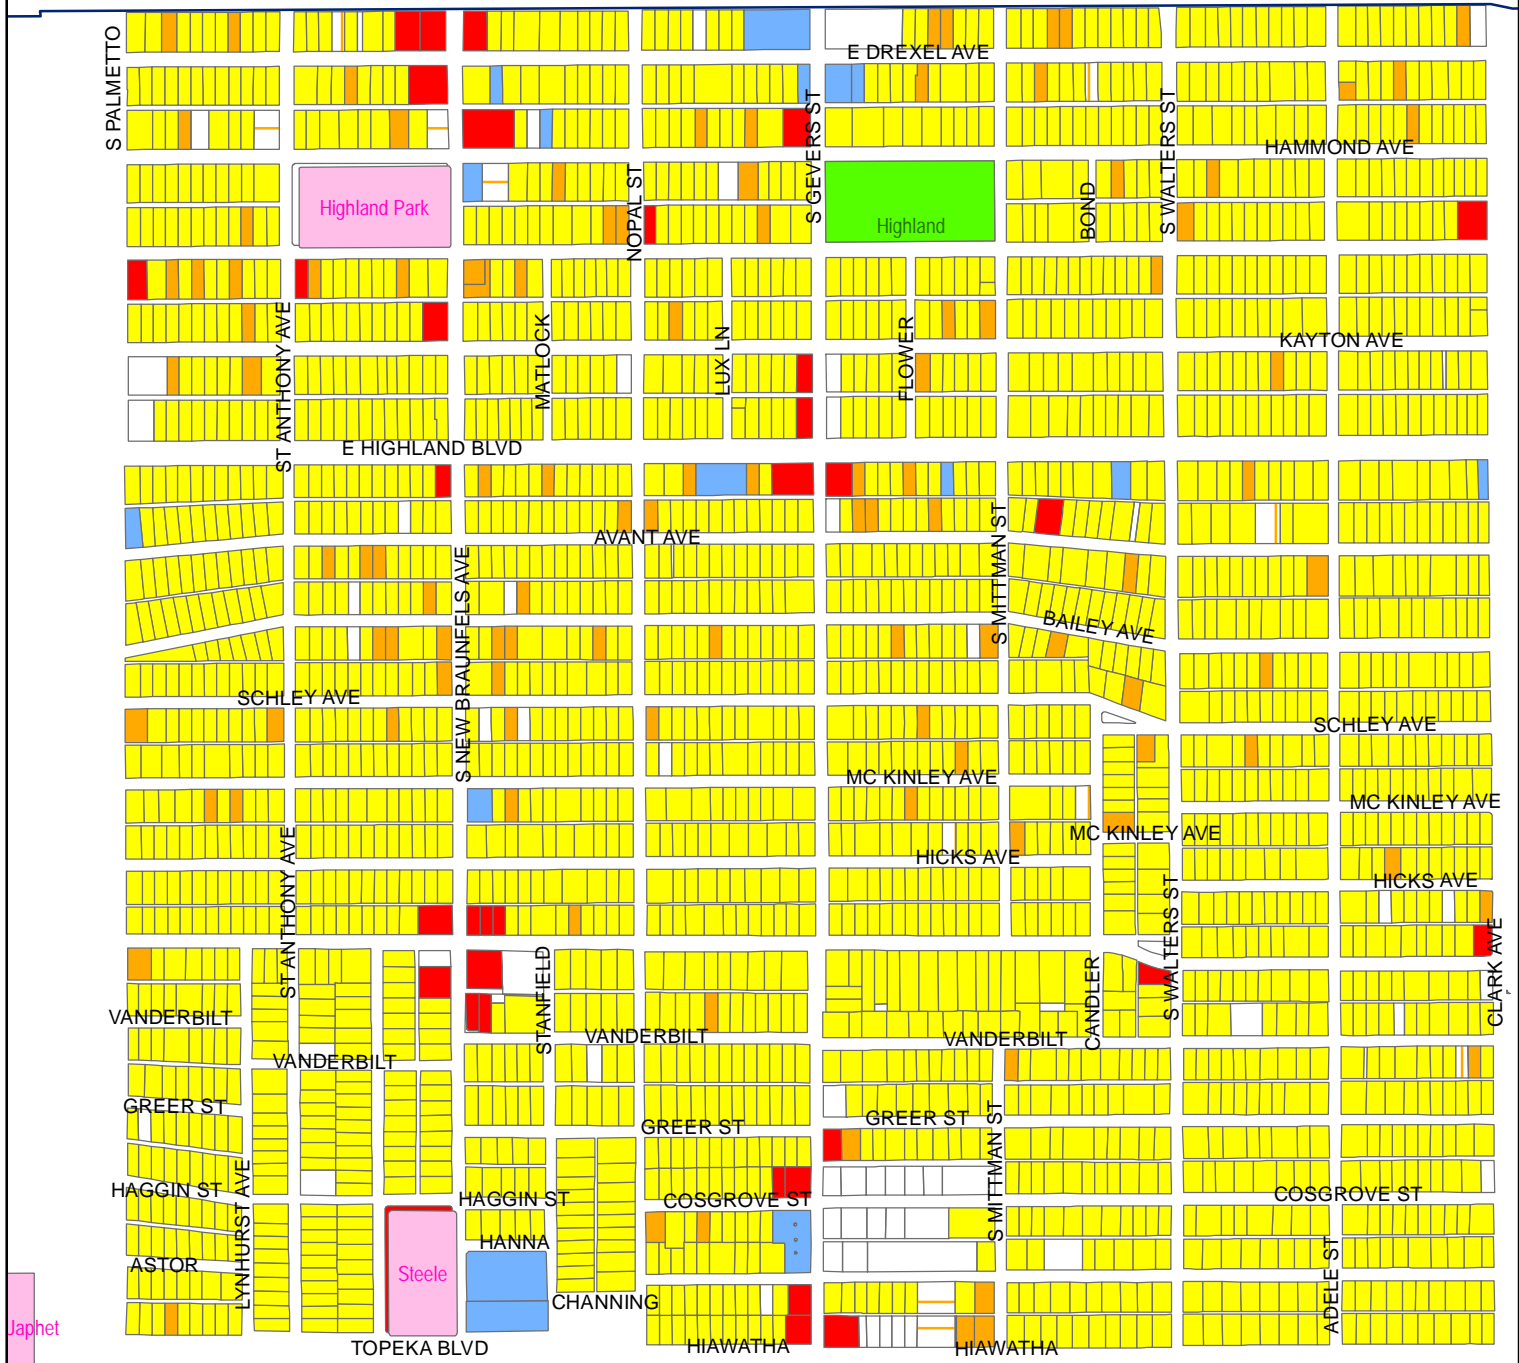 S PALMETTO
E DREXEL AVE
S GEVERS ST
S WALTERS ST
HAMMOND AVE
Highland Park
NOPAL ST
Highland
BOND
ST ANTHONY AVE
MATLOCK
LUX LN
FLOWER
KAYTON AVE
E HIGHLAND BLVD
AVANT AVE
S NEW BRAUNFELS AVE
S MITTMAN ST
BAILEY AVE
SCHLEY AVE
SCHLEY AVE
MC KINLEY AVE
MC KINLEY AVE
MC KINLEY AVE
HICKS AVE
HICKS AVE
ST ANTHONY AVE
S WALTERS ST
CLARK AVE
STANFIELD
CANDLER
VANDERBILT
VANDERBILT
VANDERBILT
VANDERBILT
GREER ST
GREER ST
GREER ST
S MITTMAN ST
HAGGIN ST
LYNHURST AVE
HAGGIN ST
COSGROVE ST
COSGROVE ST
HANNA
ASTOR
Steele
ADELE ST
CHANNING
Japhet
TOPEKA BLVD
HIAWATHA
HIAWATHA